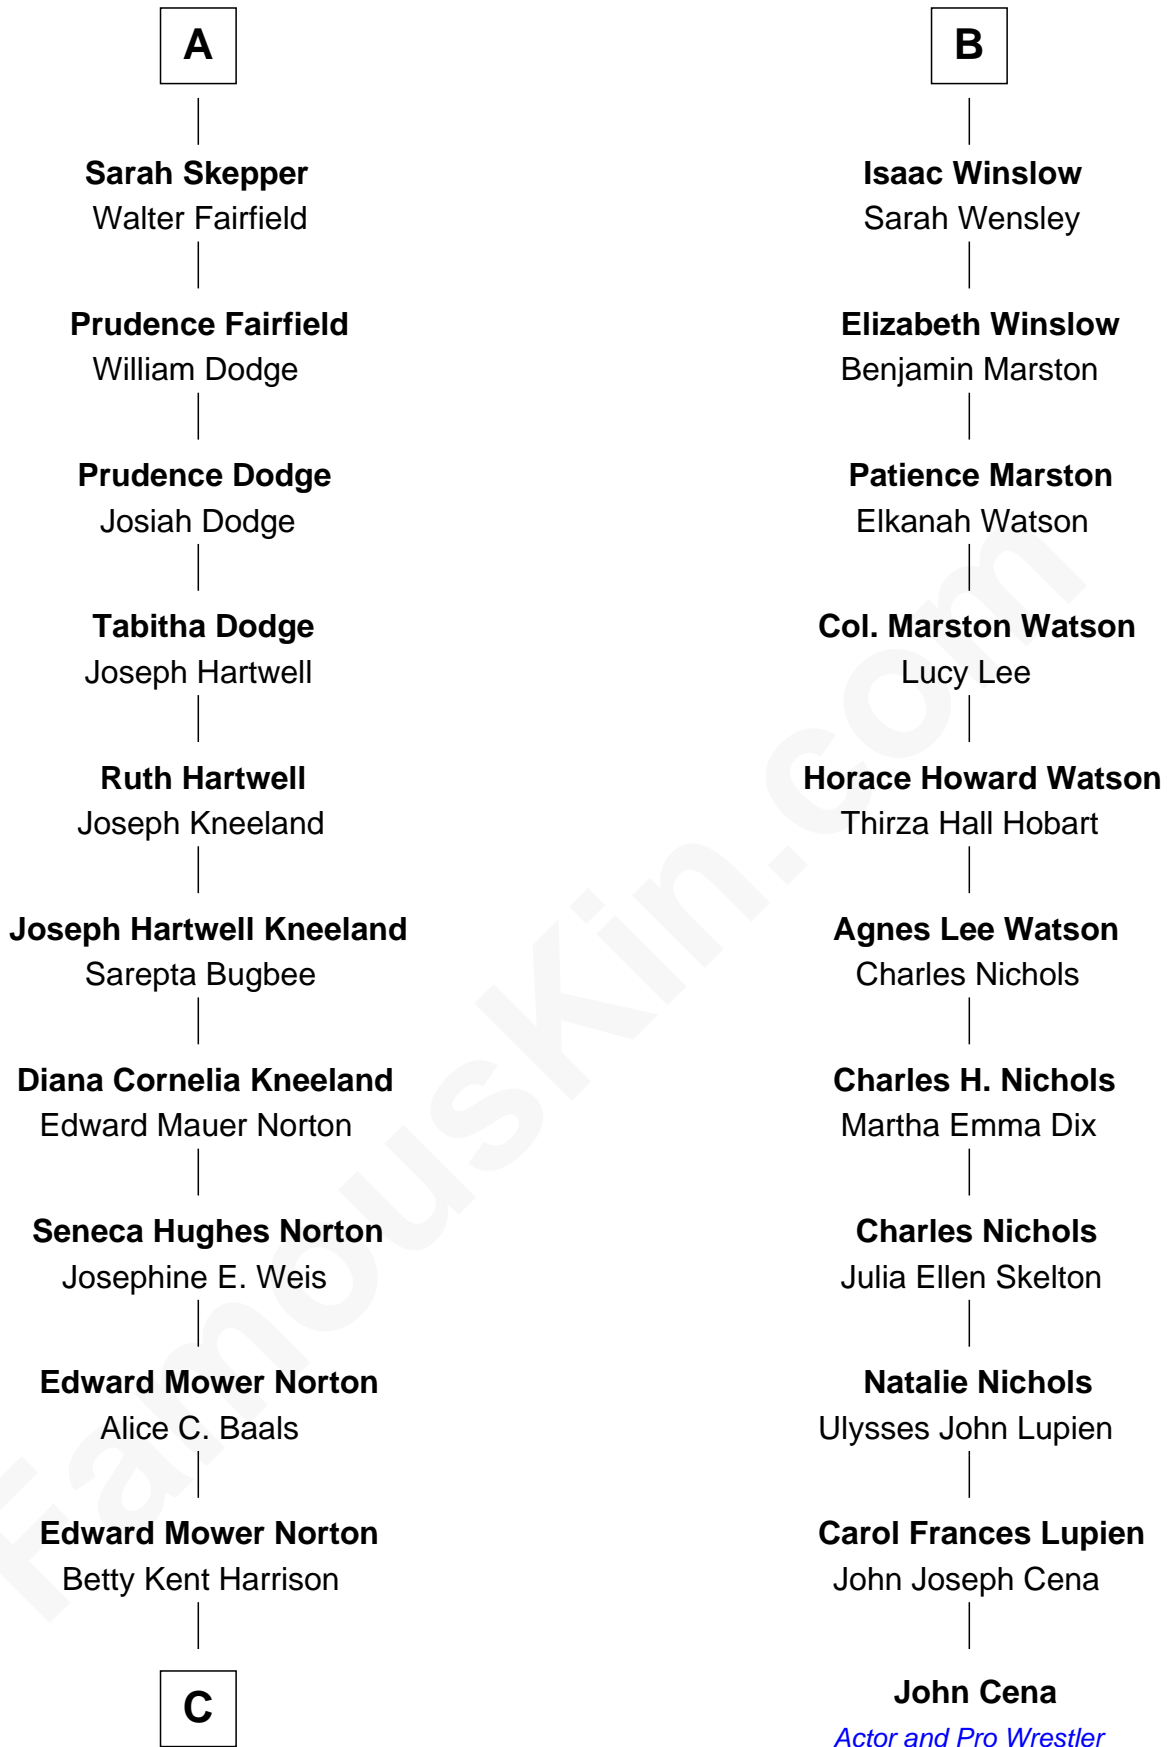 A
Sarah Skepper
Walter Fairfield
Prudence Fairfield
William Dodge
Prudence Dodge
Josiah Dodge
Tabitha Dodge
Joseph Hartwell
Ruth Hartwell
Joseph Kneeland
Joseph Hartwell Kneeland
Sarepta Bugbee
Diana Cornelia Kneeland
Edward Mauer Norton
Seneca Hughes Norton
Josephine E. Weis
Edward Mower Norton
Alice C. Baals
Edward Mower Norton
Betty Kent Harrison
C
B
Isaac Winslow
Sarah Wensley
Elizabeth Winslow
Benjamin Marston
Patience Marston
Elkanah Watson
Col. Marston Watson
Lucy Lee
Horace Howard Watson
Thirza Hall Hobart
Agnes Lee Watson
Charles Nichols
Charles H. Nichols
Martha Emma Dix
Charles Nichols
Julia Ellen Skelton
Natalie Nichols
Ulysses John Lupien
Carol Frances Lupien
John Joseph Cena
John Cena
Actor and Pro Wrestler
FamousKin.com